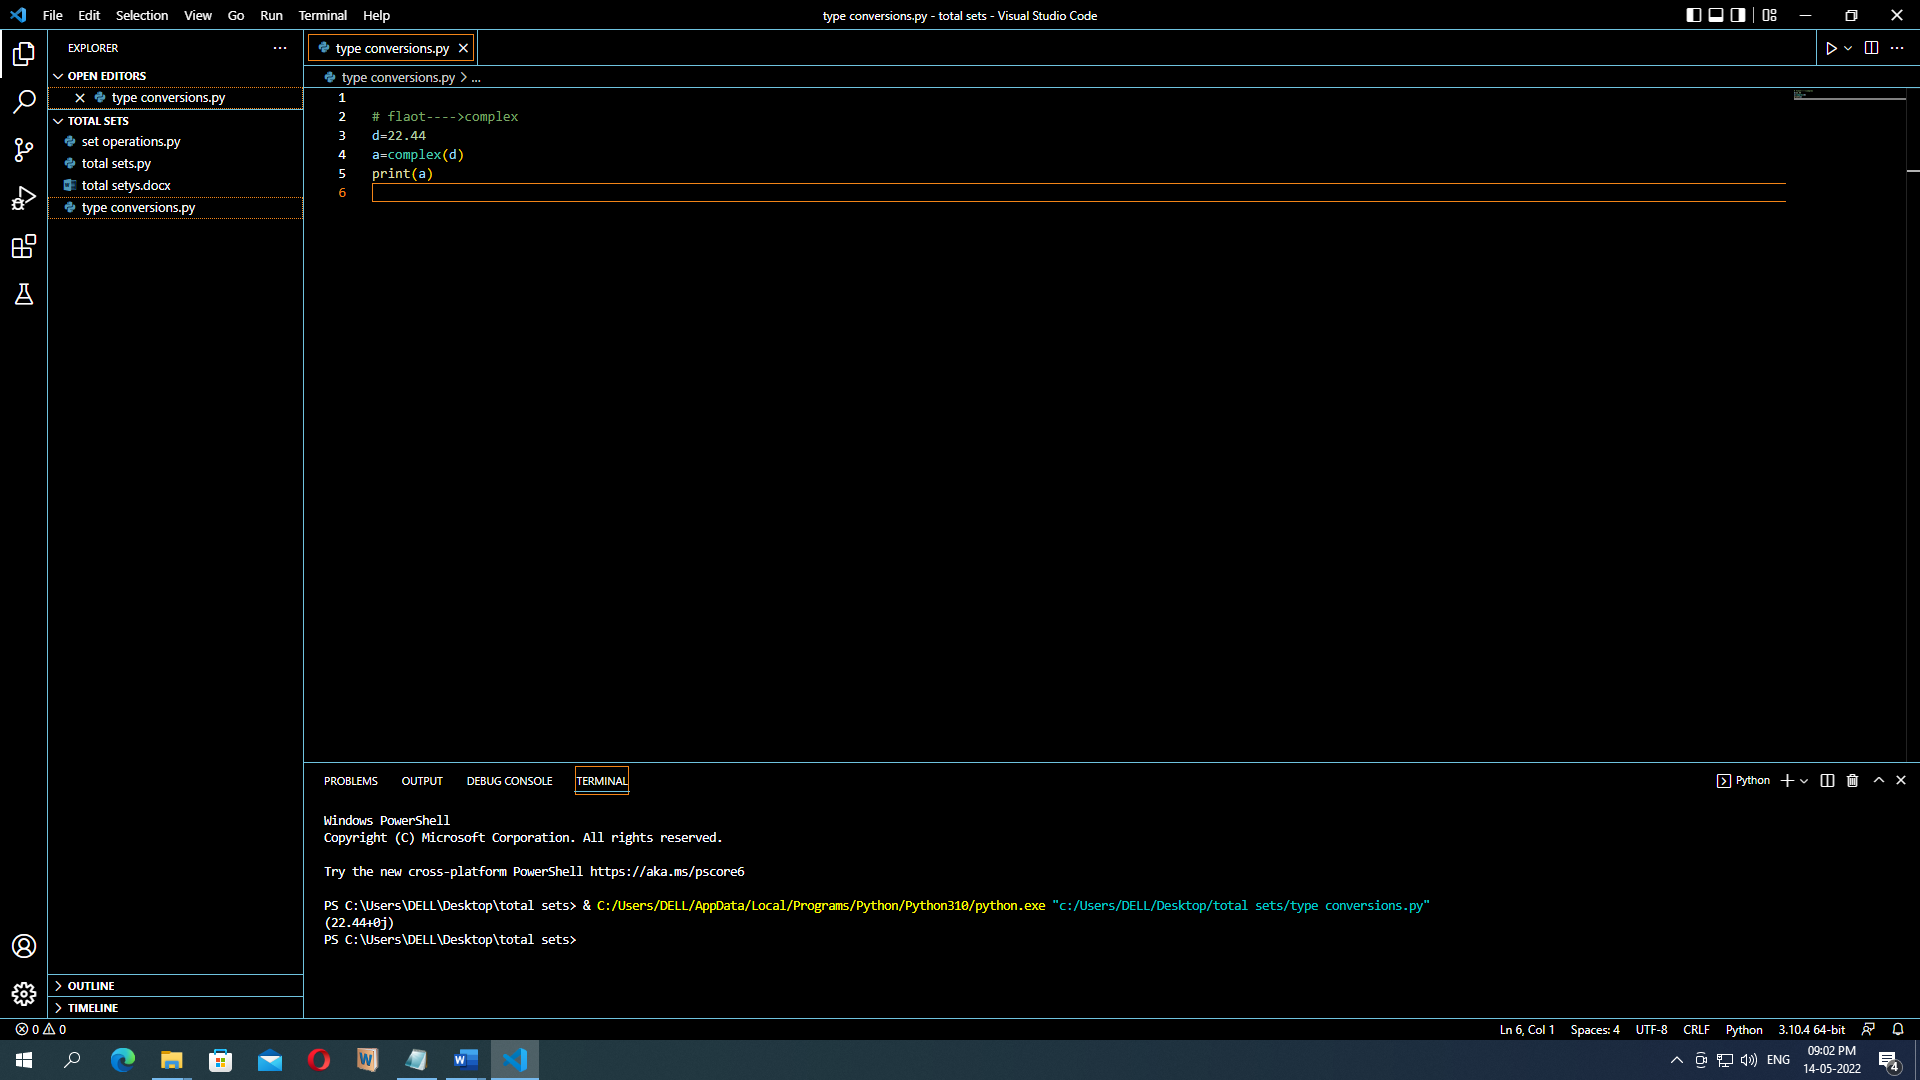 File Edit Selection View Go Run Terminal Help
type conversions.py - total sets - Visual Studio Code
EXPLORER
OPEN EDITORS
type conversions.py
TOTAL SETS
set operations.py
total sets.py
total setys.docx
type conversions.py
OUTLINE
TIMELINE
type conversions.py
type conversions.py > ...
1
2 # flaot---->complex
3 d=22.44
4 a=complex(d)
5 print(a)
6
PROBLEMS OUTPUT DEBUG CONSOLE TERMINAL
Python
Windows PowerShell
Copyright (C) Microsoft Corporation. All rights reserved.
Try the new cross-platform PowerShell https://aka.ms/pscore6
PS C:\Users\DELL\Desktop\total sets> & C:/Users/DELL/AppData/Local/Programs/Python/Python310/python.exe "c:/Users/DELL/Desktop/total sets/type conversions.py"
(22.44+0j)
PS C:\Users\DELL\Desktop\total sets>
0 0
Ln 6, Col 1 Spaces: 4 UTF-8 CRLF Python 3.10.4 64-bit
W
W
ENG
09:02 PM
14-05-2022
4